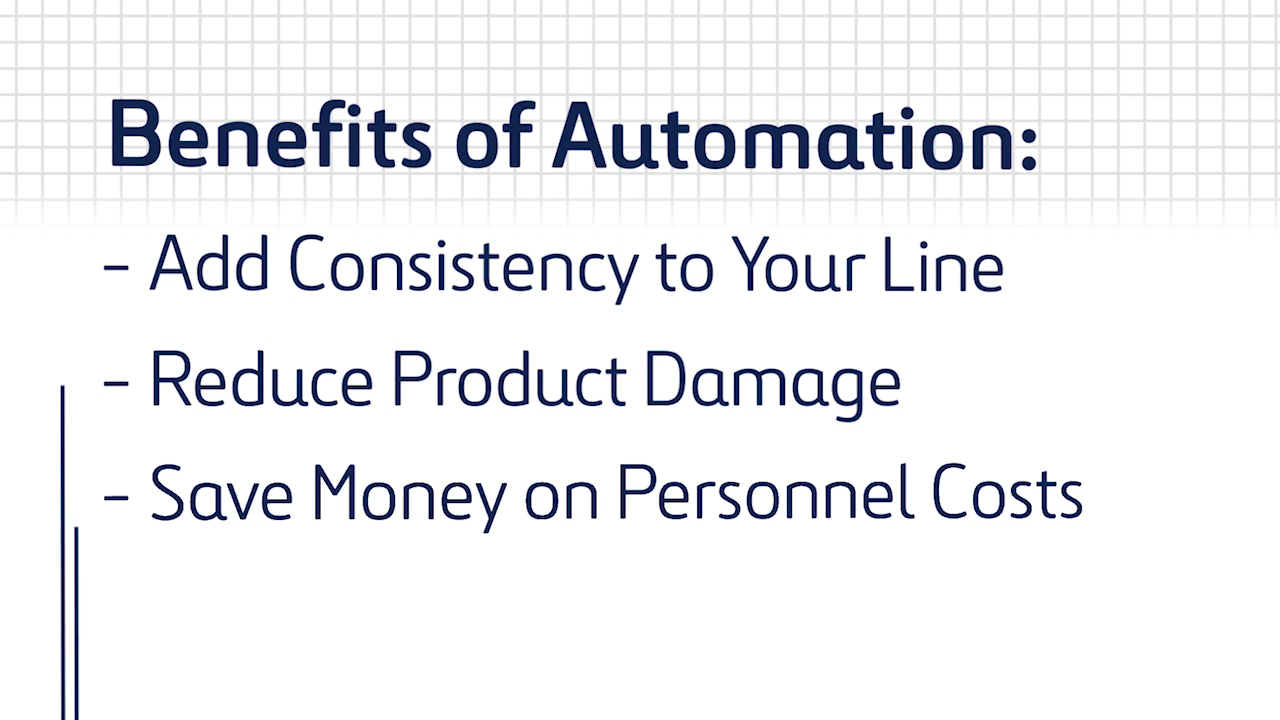 Benefits of Automation:
– Add Consistency to Your Line
– Reduce Product Damage
– Save Money on Personnel Costs